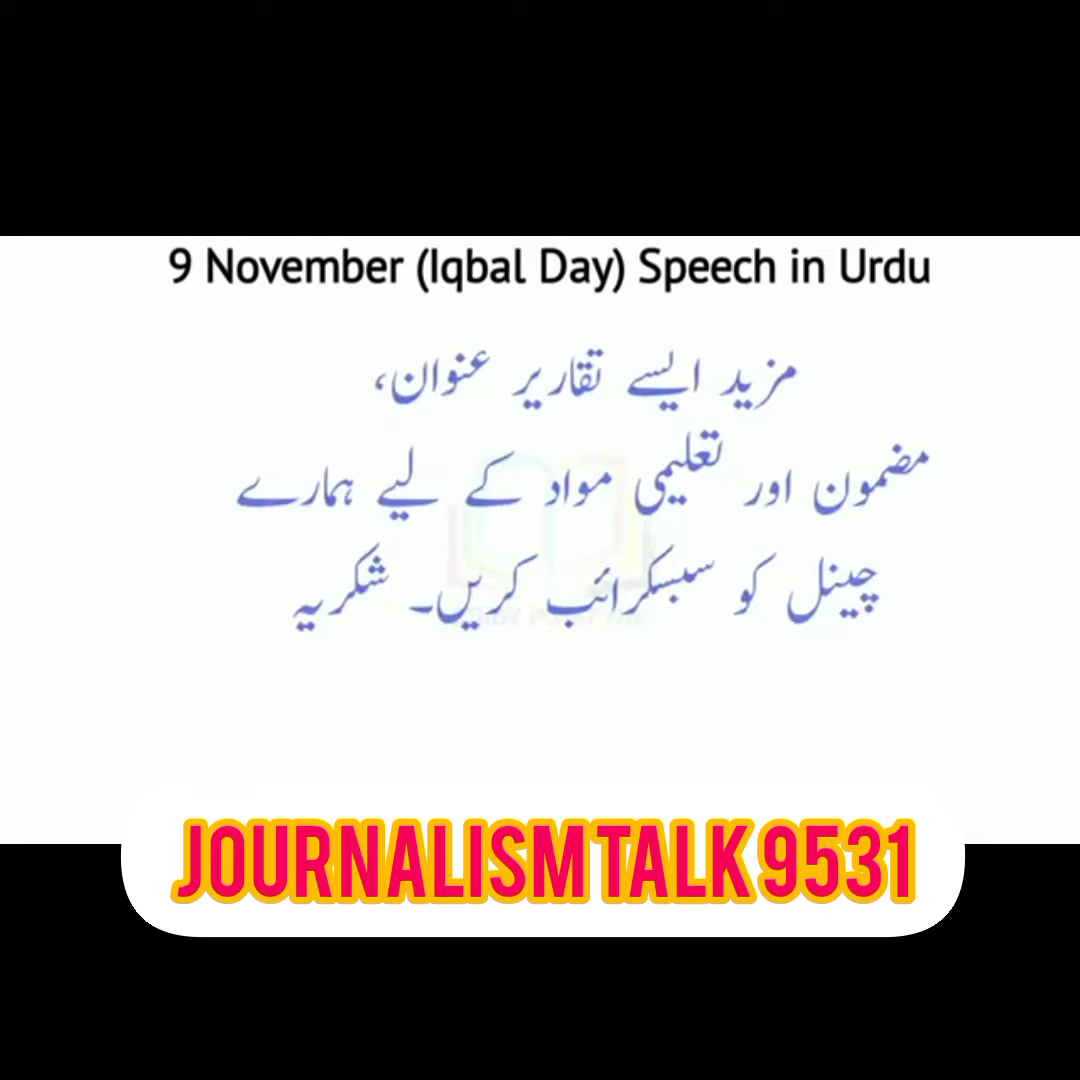 9 November (Iqbal Day) Speech in Urdu
مزید ایسے تقاریر عنوان،
مضمون اور تعلیمی مواد کے لیے ہمارے
چینل کو سبسکرائب کریں۔ شکریہ
JOURNALISM TALK 9531